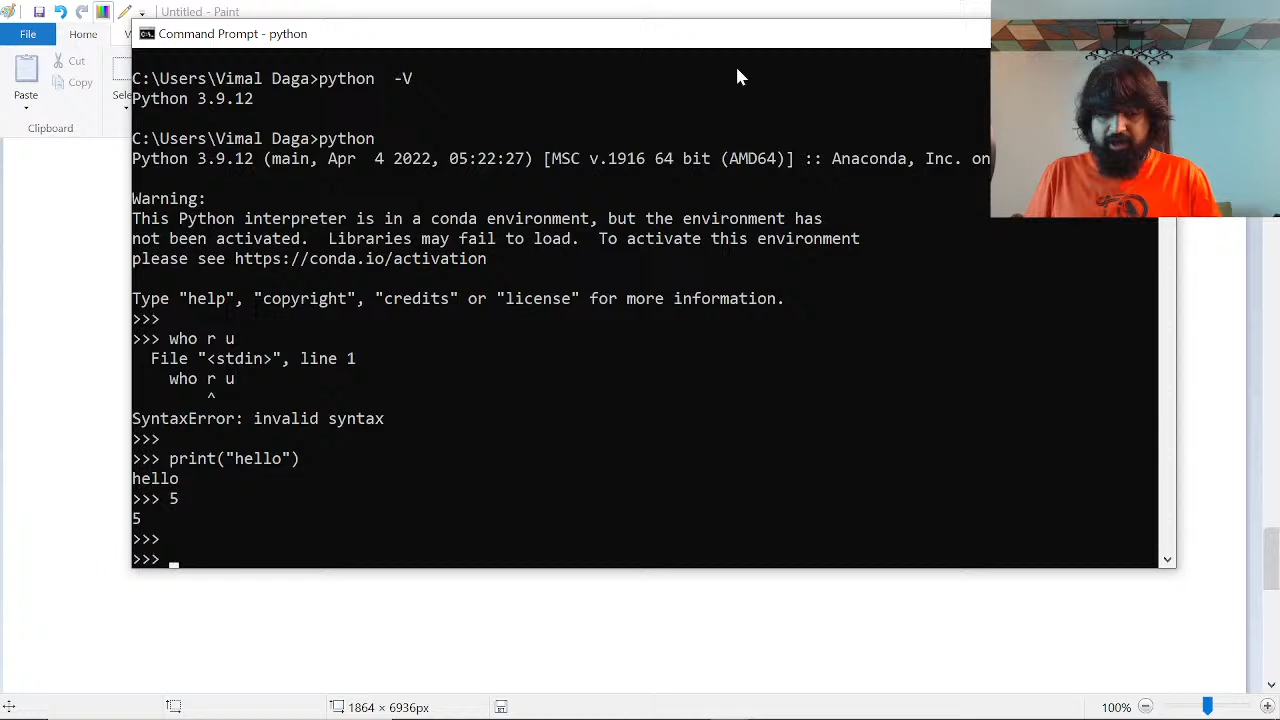 Untitled - Paint
File
Home
V
Cut
Copy
Paste
Selec
Clipboard
Command Prompt - python
C:\Users\Vimal Daga>python  -V
Python 3.9.12
C:\Users\Vimal Daga>python
Python 3.9.12 (main, Apr  4 2022, 05:22:27) [MSC v.1916 64 bit (AMD64)] :: Anaconda, Inc. on
Warning:
This Python interpreter is in a conda environment, but the environment has
not been activated.  Libraries may fail to load.  To activate this environment
please see https://conda.io/activation
Type "help", "copyright", "credits" or "license" for more information.
>>>
>>> who r u
  File "<stdin>", line 1
    who r u
        ^
SyntaxError: invalid syntax
>>>
>>> print("hello")
hello
>>> 5
5
>>>
>>>
1864 × 6936px
100%